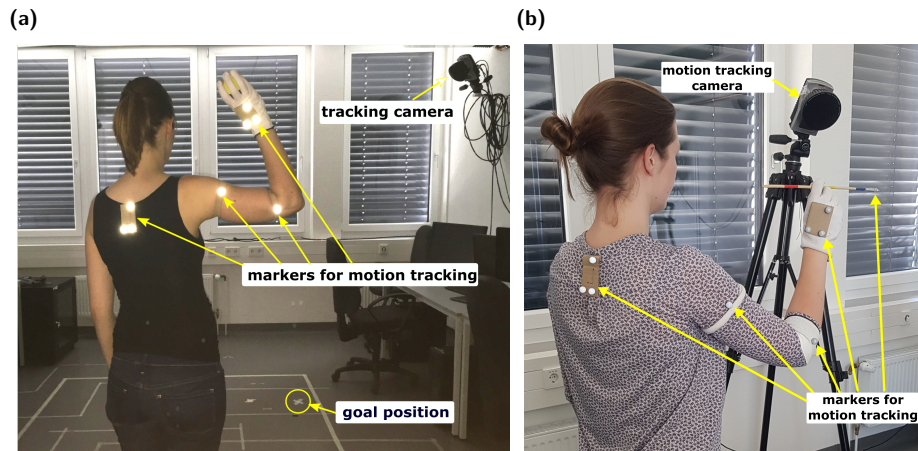 (a)
tracking camera
markers for motion tracking
goal position
(b)
motion tracking
camera
markers for
motion tracking